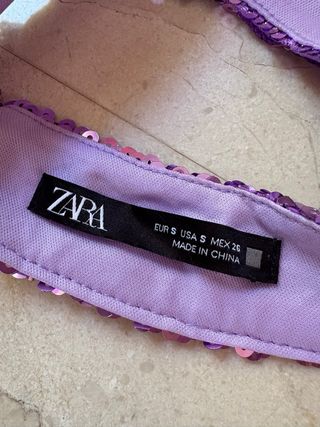 ZARA
EUR S USA S MEX 26
MADE IN CHINA